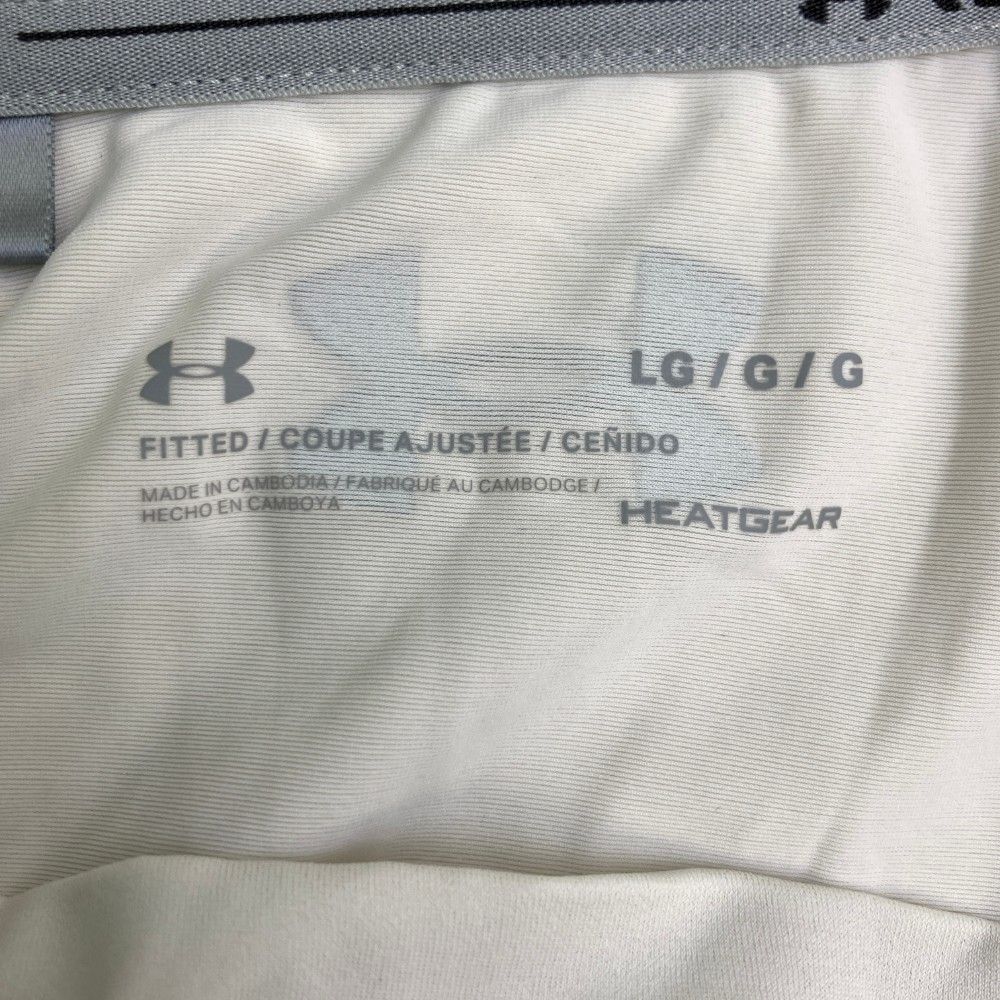 LG / G / G
FITTED / COUPE AJUSTÉE / CEÑIDO
MADE IN CAMBODIA / FABRIQUÉ AU CAMBODGE /
HECHO EN CAMBOYA
HEATGEAR